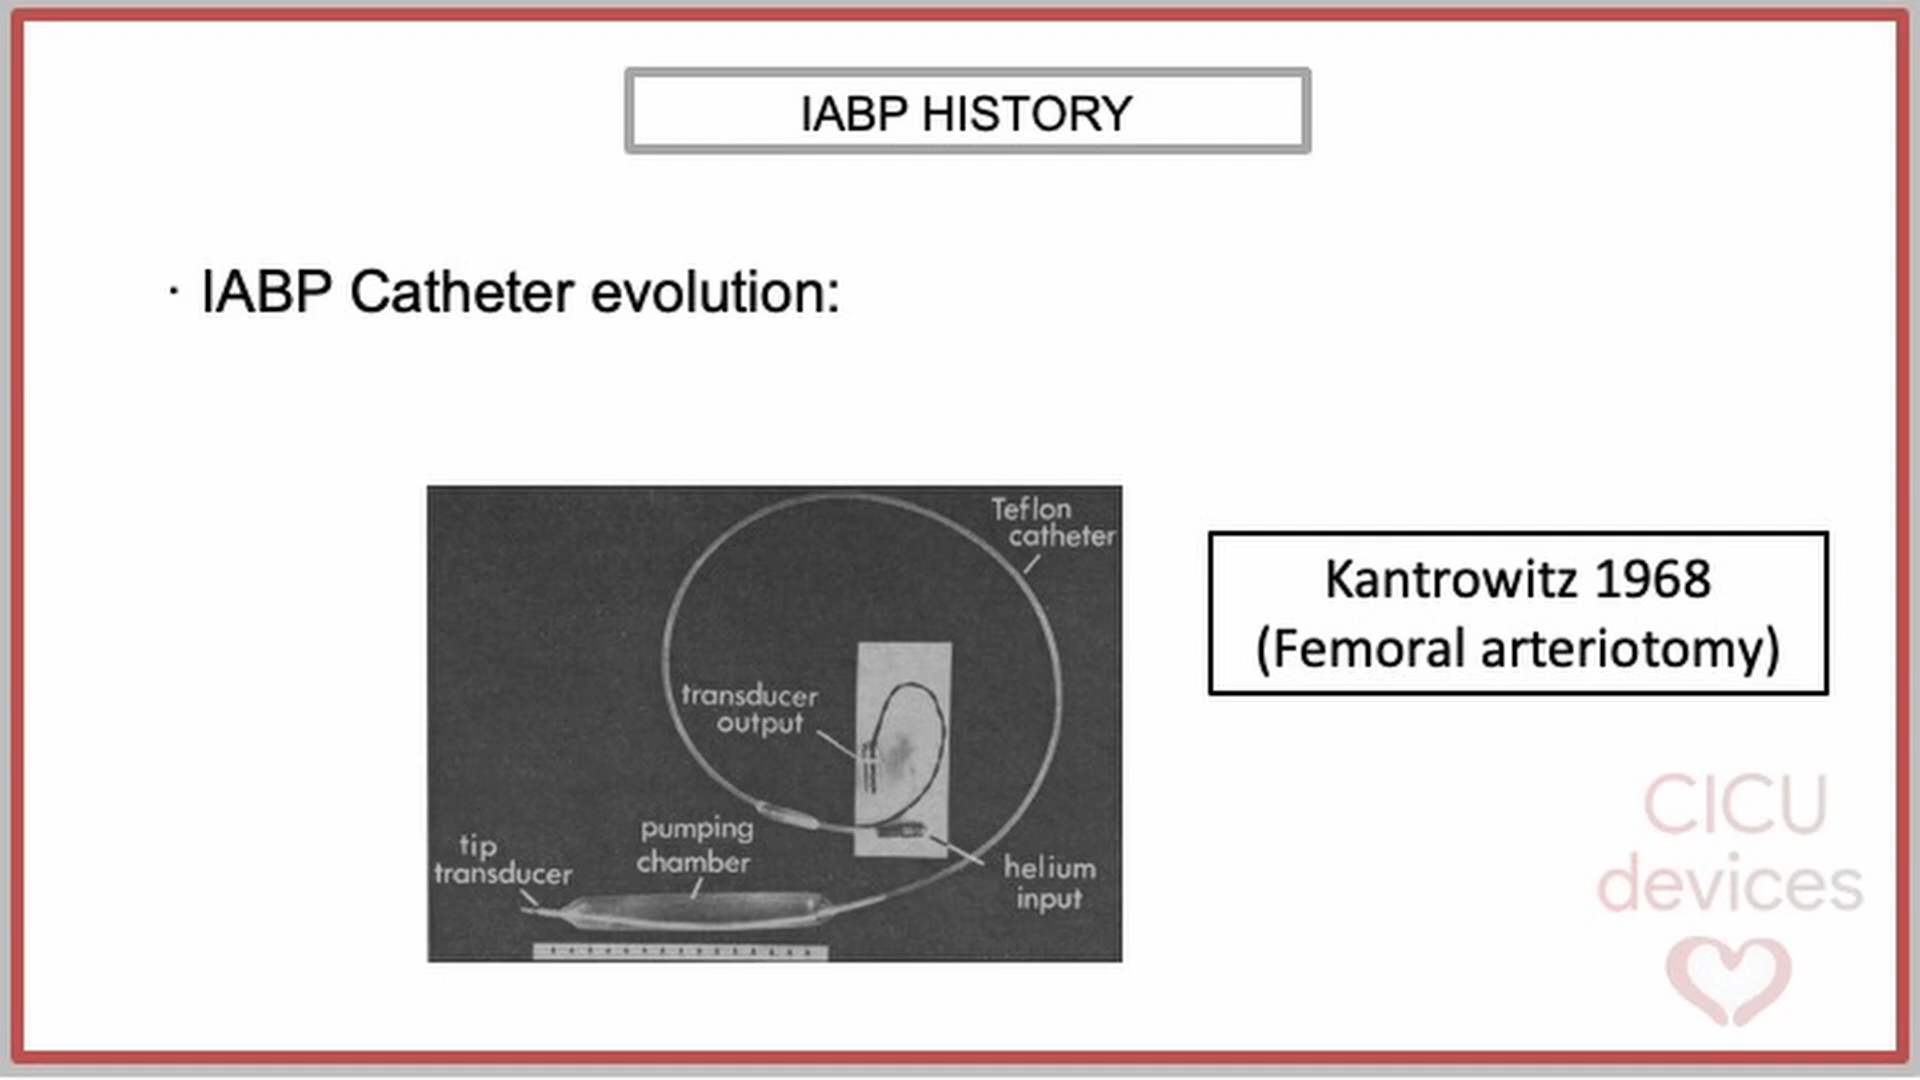 IABP HISTORY
· IABP Catheter evolution:
Teflon
catheter
transducer
output
pumping
chamber
tip
transducer
helium
input
Kantrowitz 1968
(Femoral arteriotomy)
CICU
devices